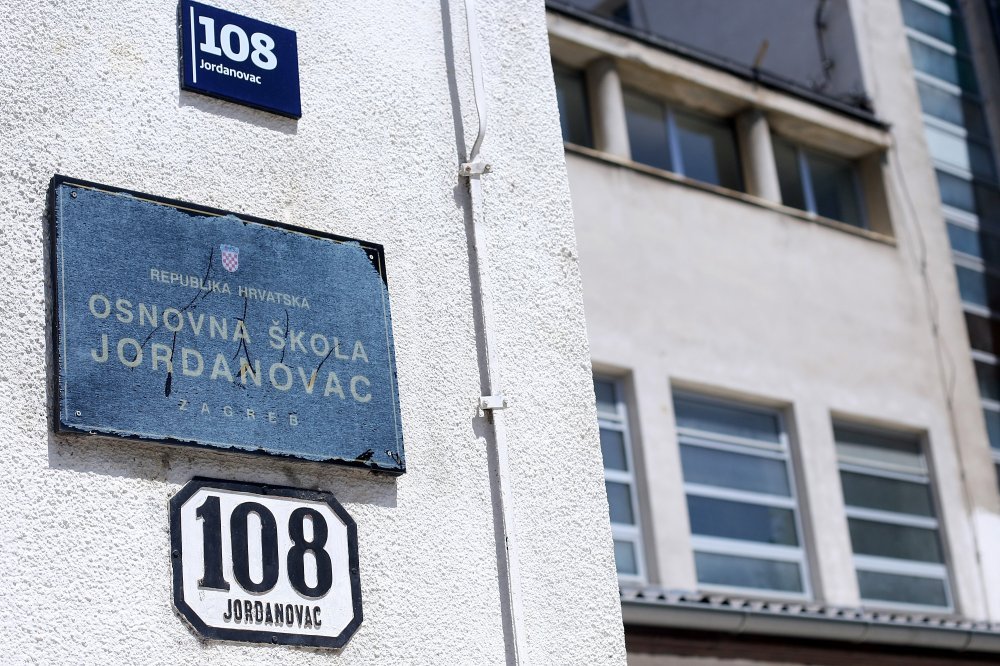 108
Jordanovac
REPUBLIKA HRVATSKA
OSNOVNA ŠKOLA
JORDANOVAC
ZAGREB
108
JORDANOVAC